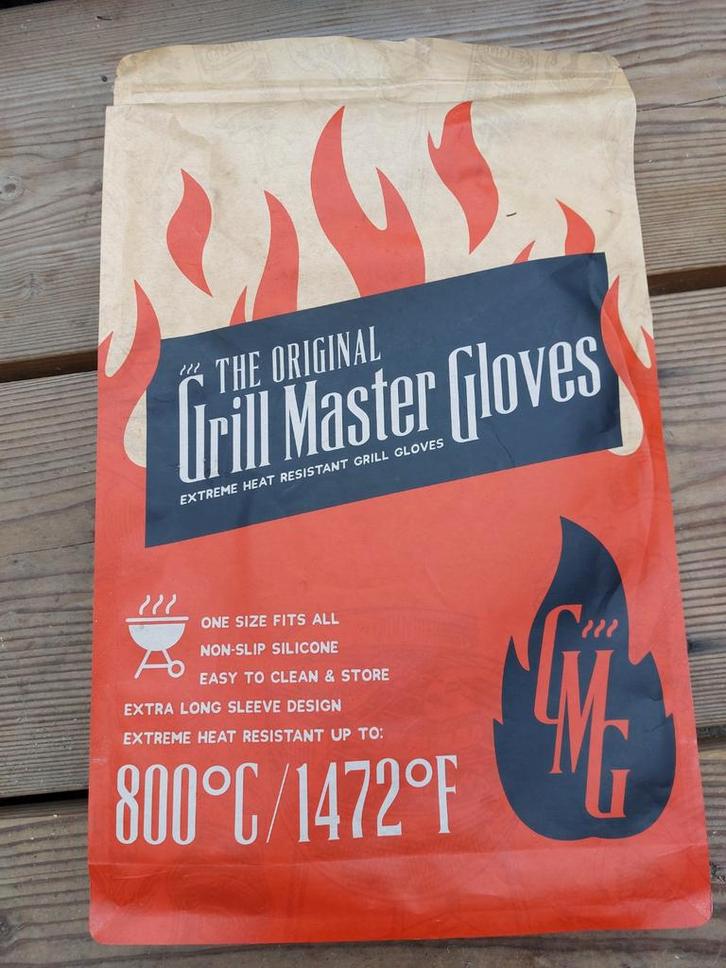 THE ORIGINAL
Grill Master Gloves
EXTREME HEAT RESISTANT GRILL GLOVES
ONE SIZE FITS ALL
NON-SLIP SILICONE
EASY TO CLEAN & STORE
EXTRA LONG SLEEVE DESIGN
EXTREME HEAT RESISTANT UP TO:
800°C/1472°F
GMG